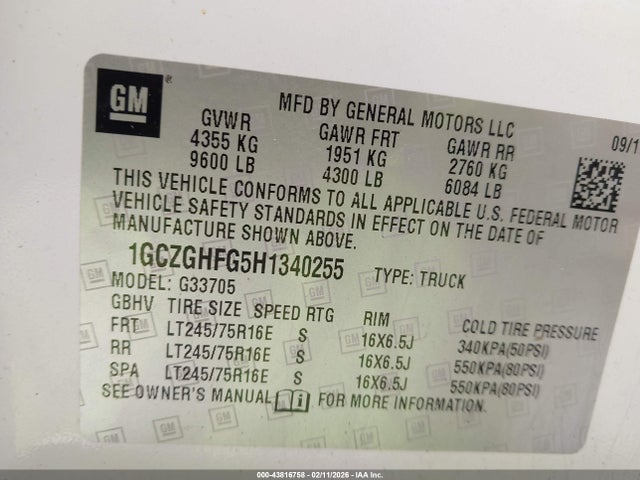 GM ®
MFD BY GENERAL MOTORS LLC 09/1
GVWR GAWR FRT GAWR RR
4355 KG 1951 KG 2760 KG
9600 LB 4300 LB 6084 LB
THIS VEHICLE CONFORMS TO ALL APPLICABLE U.S. FEDERAL MOTOR
VEHICLE SAFETY STANDARDS IN EFFECT ON THE DATE OF
MANUFACTURE SHOWN ABOVE.
1GCZGHFG5H1340255 TYPE: TRUCK
MODEL: G33705
GBHV TIRE SIZE SPEED RTG RIM COLD TIRE PRESSURE
FRT LT245/75R16E S 16X6.5J 340KPA(50PSI)
RR LT245/75R16E S 16X6.5J 550KPA(80PSI)
SPA LT245/75R16E S 16X6.5J 550KPA(80PSI)
SEE OWNER'S MANUAL i FOR MORE INFORMATION.
000-43816758 - 02/11/2026 - IAA Inc.